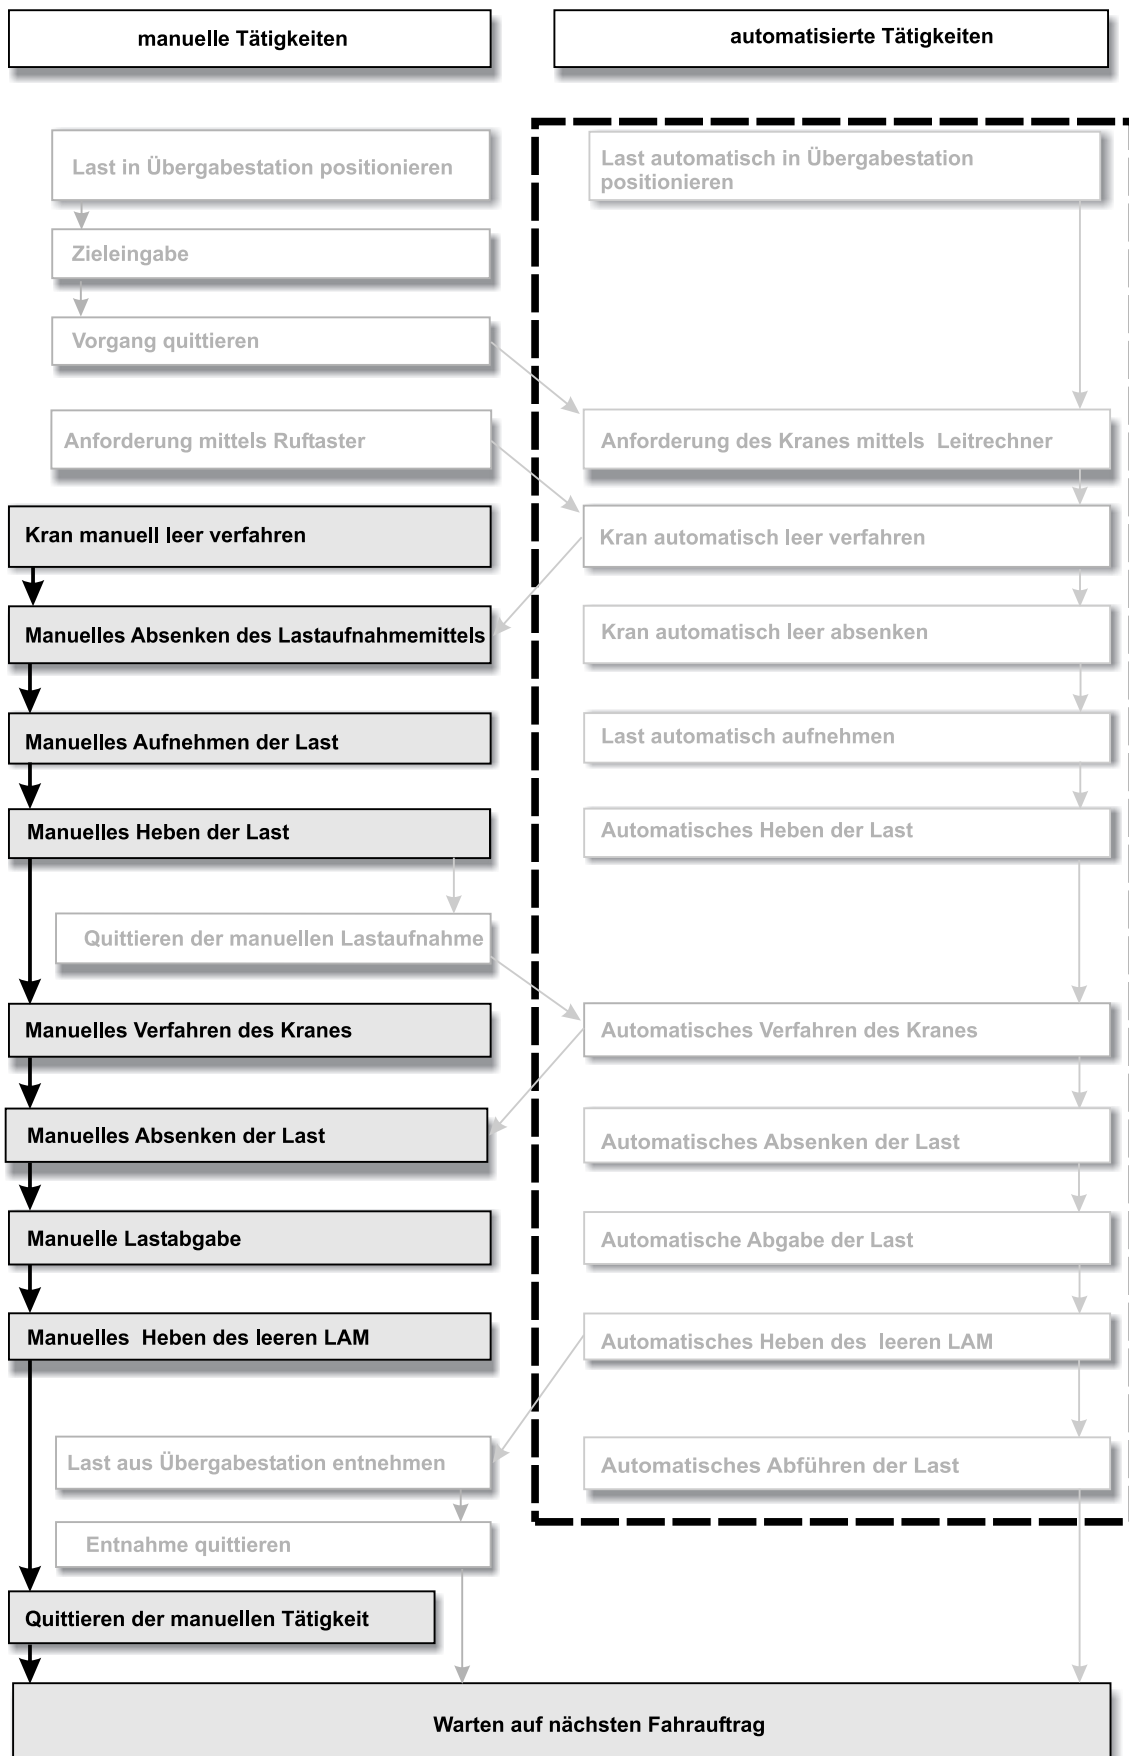 manuelle Tätigkeiten
automatisierte Tätigkeiten
Last in Übergabestation positionieren
Last automatisch in Übergabestation
positionieren
Zieleingabe
Vorgang quittieren
Anforderung mittels Ruftaster
Anforderung des Kranes mittels Leitrechner
Kran manuell leer verfahren
Kran automatisch leer verfahren
Manuelles Absenken des Lastaufnahmemittels
Kran automatisch leer absenken
Manuelles Aufnehmen der Last
Last automatisch aufnehmen
Manuelles Heben der Last
Automatisches Heben der Last
Quittieren der manuellen Lastaufnahme
Manuelles Verfahren des Kranes
Automatisches Verfahren des Kranes
Manuelles Absenken der Last
Automatisches Absenken der Last
Manuelle Lastabgabe
Automatische Abgabe der Last
Manuelles Heben des leeren LAM
Automatisches Heben des leeren LAM
Last aus Übergabestation entnehmen
Automatisches Abführen der Last
Entnahme quittieren
Quittieren der manuellen Tätigkeit
Warten auf nächsten Fahrauftrag